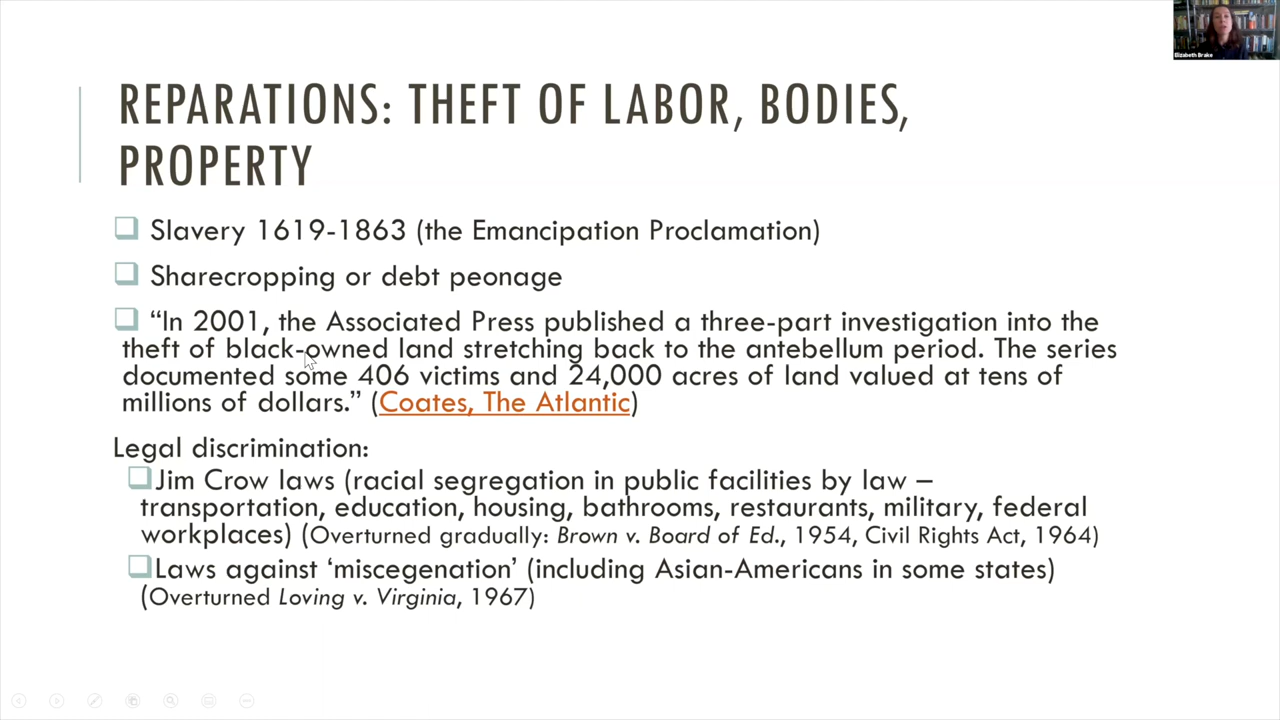 REPARATIONS: THEFT OF LABOR, BODIES,
PROPERTY
Slavery 1619-1863 (the Emancipation Proclamation)
Sharecropping or debt peonage
“In 2001, the Associated Press published a three-part investigation into the
theft of black-owned land stretching back to the antebellum period. The series
documented some 406 victims and 24,000 acres of land valued at tens of
millions of dollars.” (Coates, The Atlantic)
Legal discrimination:
Jim Crow laws (racial segregation in public facilities by law –
transportation, education, housing, bathrooms, restaurants, military, federal
workplaces) (Overturned gradually: Brown v. Board of Ed., 1954, Civil Rights Act, 1964)
Laws against ‘miscegenation’ (including Asian-Americans in some states)
(Overturned Loving v. Virginia, 1967)
Elizabeth Brake